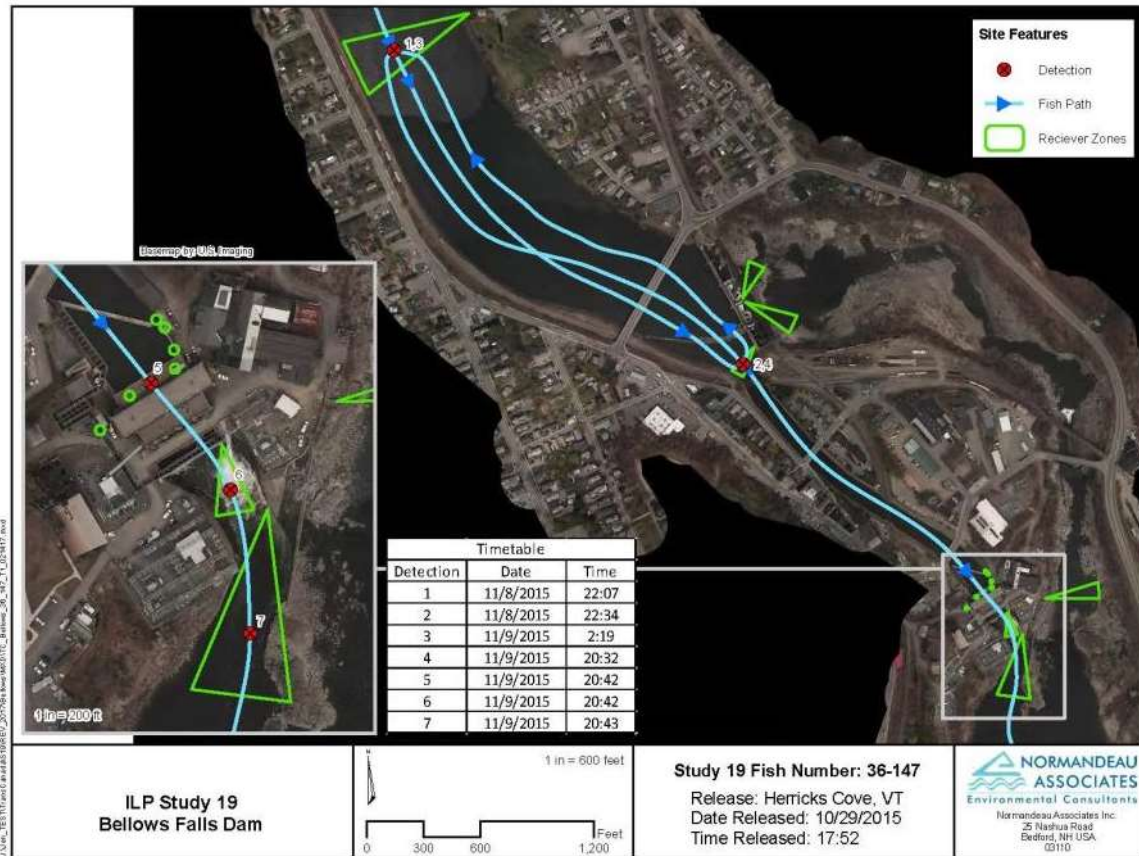 Site Features
Detection
Fish Path
Reciever Zones
1,3
2,4
Basemap by: U.S. Imaging
5
6
7
1 in = 200 ft
Timetable
Detection Date Time
1 11/8/2015 22:07
2 11/8/2015 22:34
3 11/9/2015 2:19
4 11/9/2015 20:32
5 11/9/2015 20:42
6 11/9/2015 20:42
7 11/9/2015 20:43
ILP Study 19
Bellows Falls Dam
N
1 in = 600 feet
Feet
0 300 600 1,200
Study 19 Fish Number: 36-147
Release: Herricks Cove, VT
Date Released: 10/29/2015
Time Released: 17:52
NORMANDEAU
ASSOCIATES
Environmental Consultants
Normandeau Associates Inc.
25 Nashua Road
Bedford, NH USA
03110